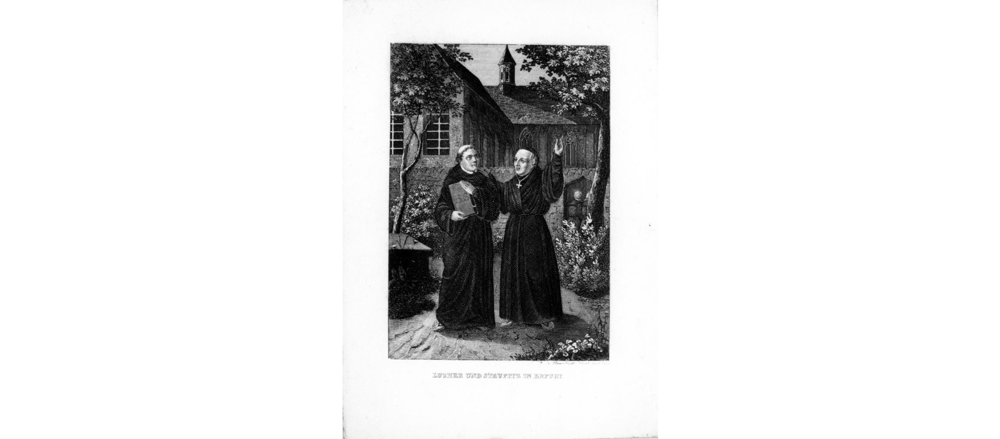 LUTHER UND STAUPITZ IN ERFURT